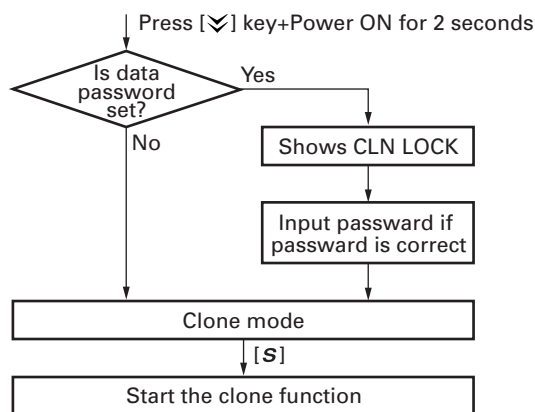 Press [≫] key+Power ON for 2 seconds
Is data
password
set?
Yes
No
Shows CLN LOCK
Input passward if
passward is correct
Clone mode
[S]
Start the clone function